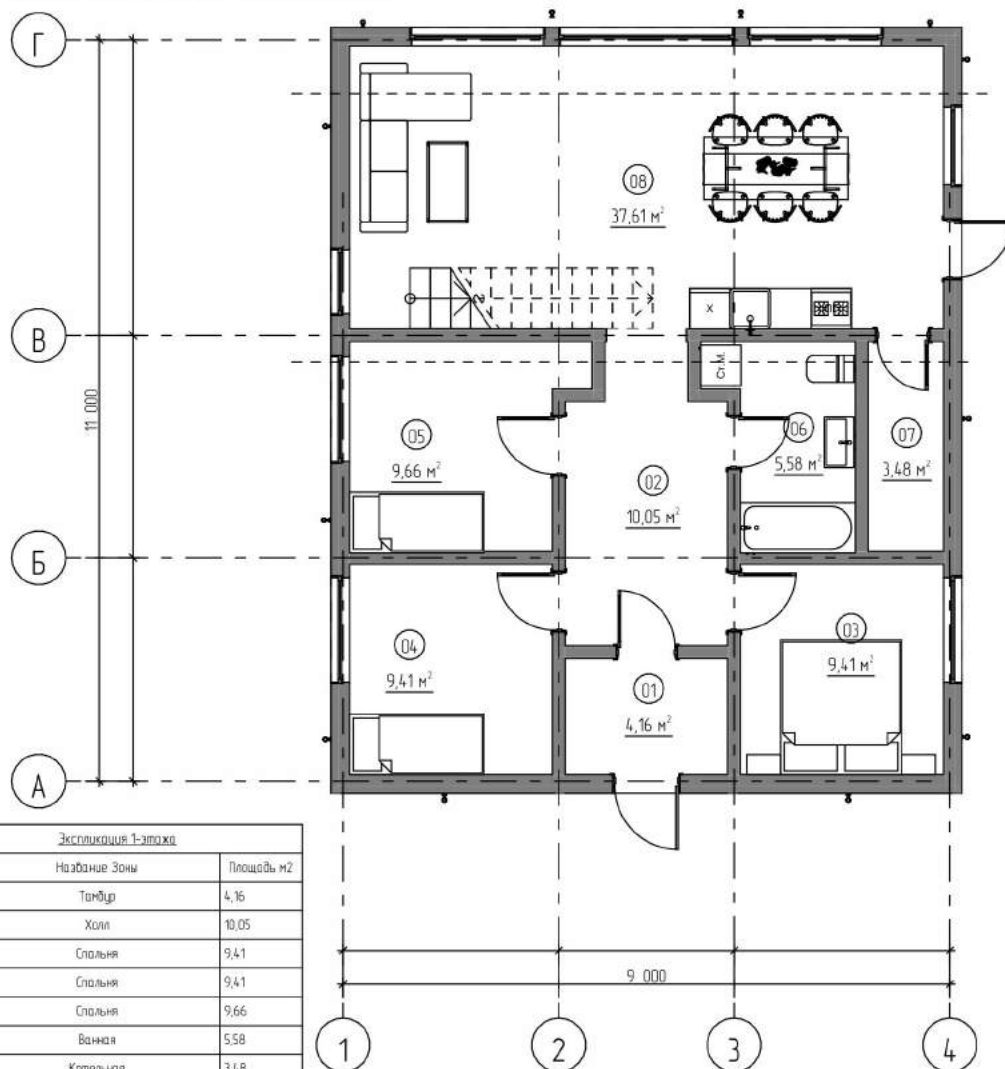 Г
08
37,61 м²
2
X
В
11 000
Ст.М.
05
9,66 м²
06
5,58 м²
07
3,48 м²
02
10,05 м²
Б
04
9,41 м²
03
9,41 м²
01
4,16 м²
А
Экспликация 1-этажа
Название Зоны Площадь м2
Тамбур 4,16
Холл 10,05
Спальня 9,41
Спальня 9,41
Спальня 9,66
Ванная 5,58
Котельная 3,48
9 000
1 2 3 4